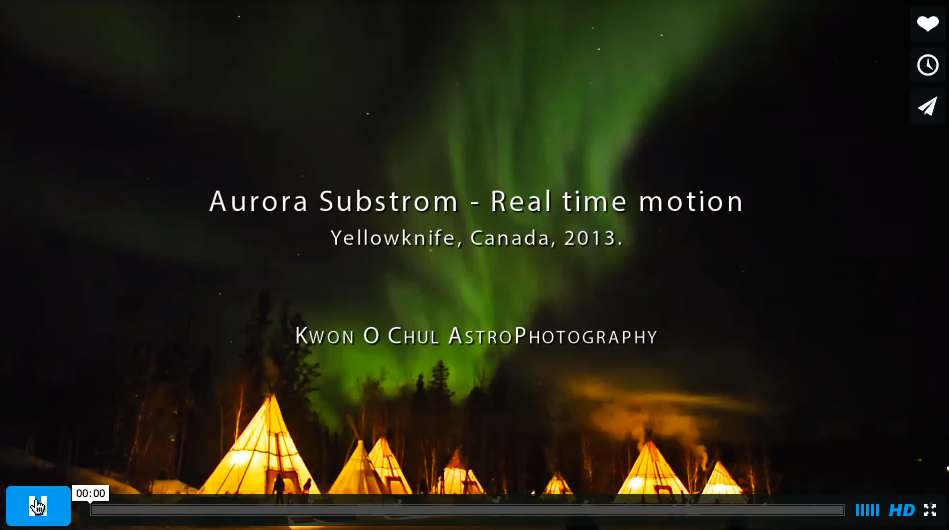 Aurora Substrom - Real time motion
Yellowknife, Canada, 2013.
Kwon O Chul AstroPhotography
00:00
HD